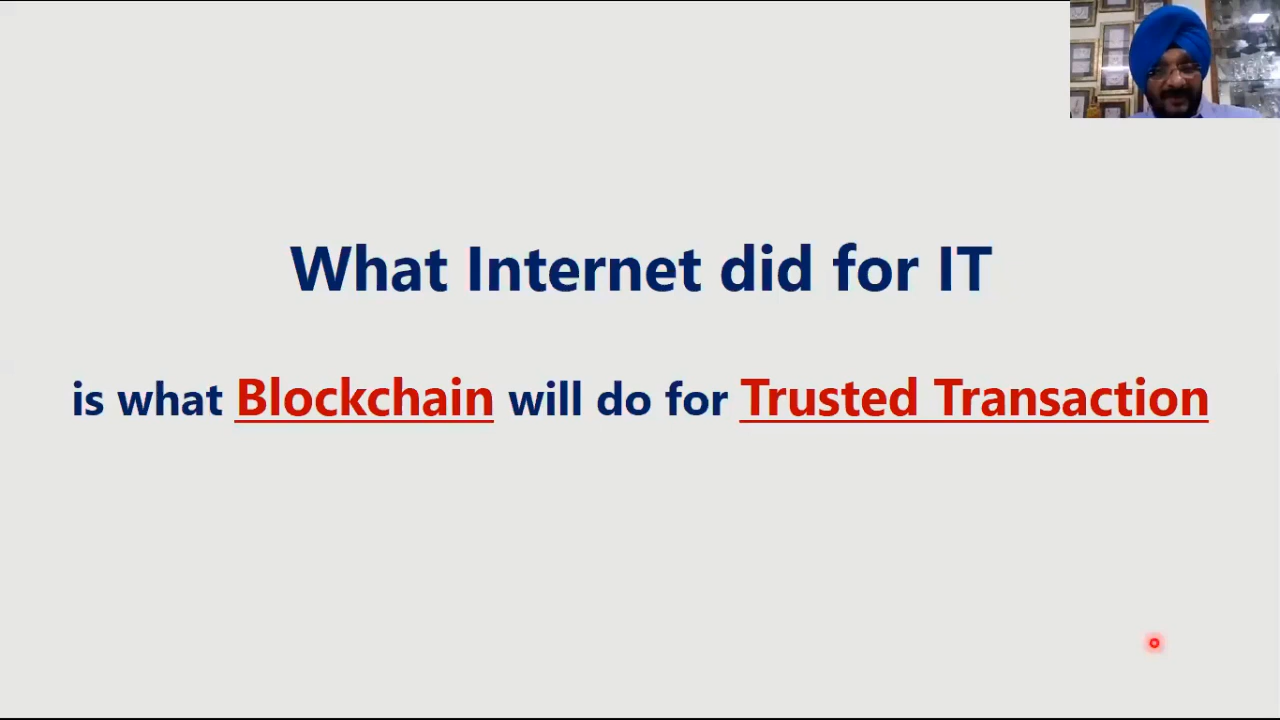 What Internet did for IT
is what Blockchain will do for Trusted Transaction